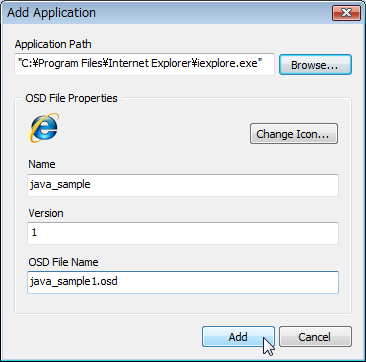 Add Application
Application Path
"C:¥Program Files¥Internet Explorer¥iexplore.exe"
Browse...
OSD File Properties
Change Icon...
Name
java_sample
Version
1
OSD File Name
java_sample1.osd
Add
Cancel